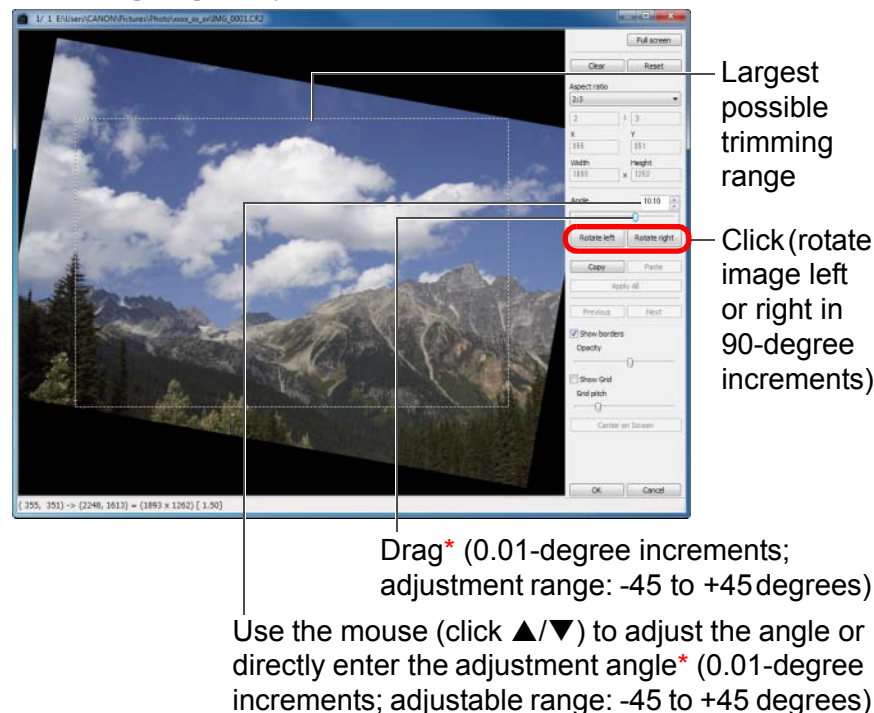 1/ 1 E:\Users\CANON\Pictures\Photo\xxxx_xx_xx\IMG_0001.CR2
Full screen
Clear Reset
Aspect ratio
2:3
2 : 3
X Y
355 351
Width Height
1893 x 1262
Angle 10.10
Rotate left Rotate right
Copy Paste
Apply All
Previous Next
Show borders
Opacity
Show Grid
Grid pitch
Center on Screen
OK Cancel
( 355, 351) -> (2248, 1613) = (1893 x 1262) [ 1.50]
Largest
possible
trimming
range
Click (rotate
image left
or right in
90-degree
increments)
Drag* (0.01-degree increments;
adjustment range: -45 to +45 degrees)
Use the mouse (click ▲/▼) to adjust the angle or
directly enter the adjustment angle* (0.01-degree
increments; adjustable range: -45 to +45 degrees)